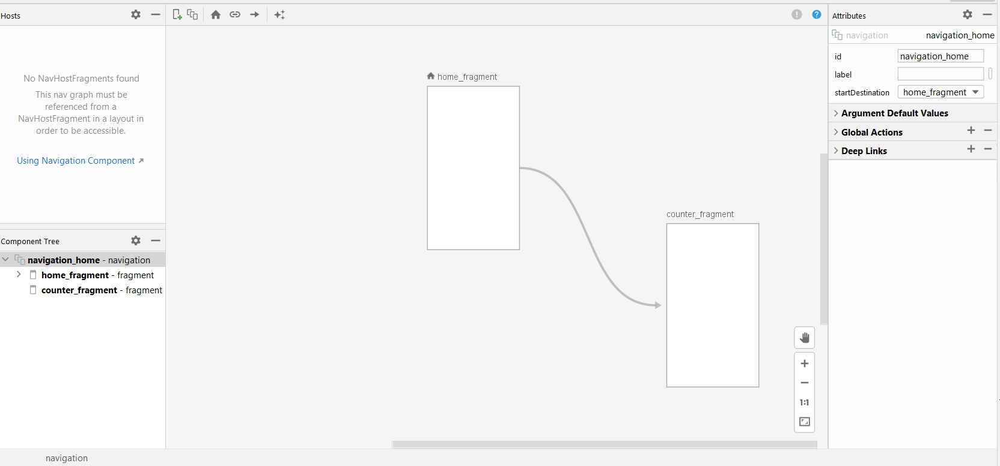 Hosts
No NavHostFragments found
This nav graph must be
referenced from a
NavHostFragment in a layout in
order to be accessible.
Using Navigation Component
Component Tree
navigation_home - navigation
home_fragment - fragment
counter_fragment - fragment
home_fragment
counter_fragment
1:1
Attributes
navigation navigation_home
id navigation_home
label
startDestination home_fragment
Argument Default Values
Global Actions
Deep Links
navigation